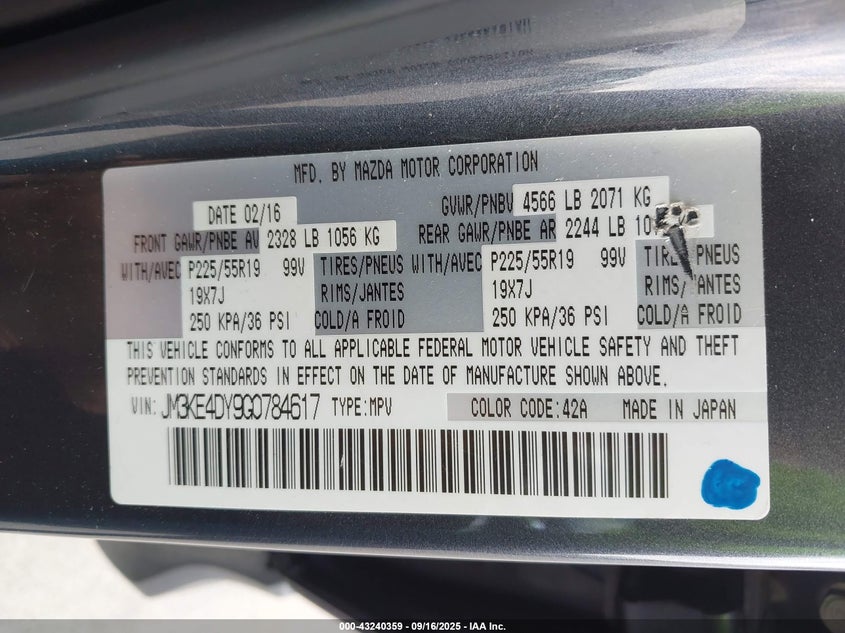 MFD. BY MAZDA MOTOR CORPORATION
DATE 02/16 GVWR/PNBV 4566 LB 2071 KG
FRONT GAWR/PNBE AV 2328 LB 1056 KG REAR GAWR/PNBE AR 2244 LB
WITH/AVEC P225/55R19 99V TIRES/PNEUS WITH/AVEC P225/55R19 99V TIRES/PNEUS
19X7J RIMS/JANTES 19X7J RIMS/JANTES
250 KPA/36 PSI COLD/A FROID 250 KPA/36 PSI COLD/A FROID
THIS VEHICLE CONFORMS TO ALL APPLICABLE FEDERAL MOTOR VEHICLE SAFETY AND THEFT
PREVENTION STANDARDS IN EFFECT ON THE DATE OF MANUFACTURE SHOWN ABOVE.
VIN: JM3KE4DY9G0784617 TYPE:MPV COLOR CODE:42A MADE IN JAPAN
000-43240359 - 09/16/2025 - IAA Inc.